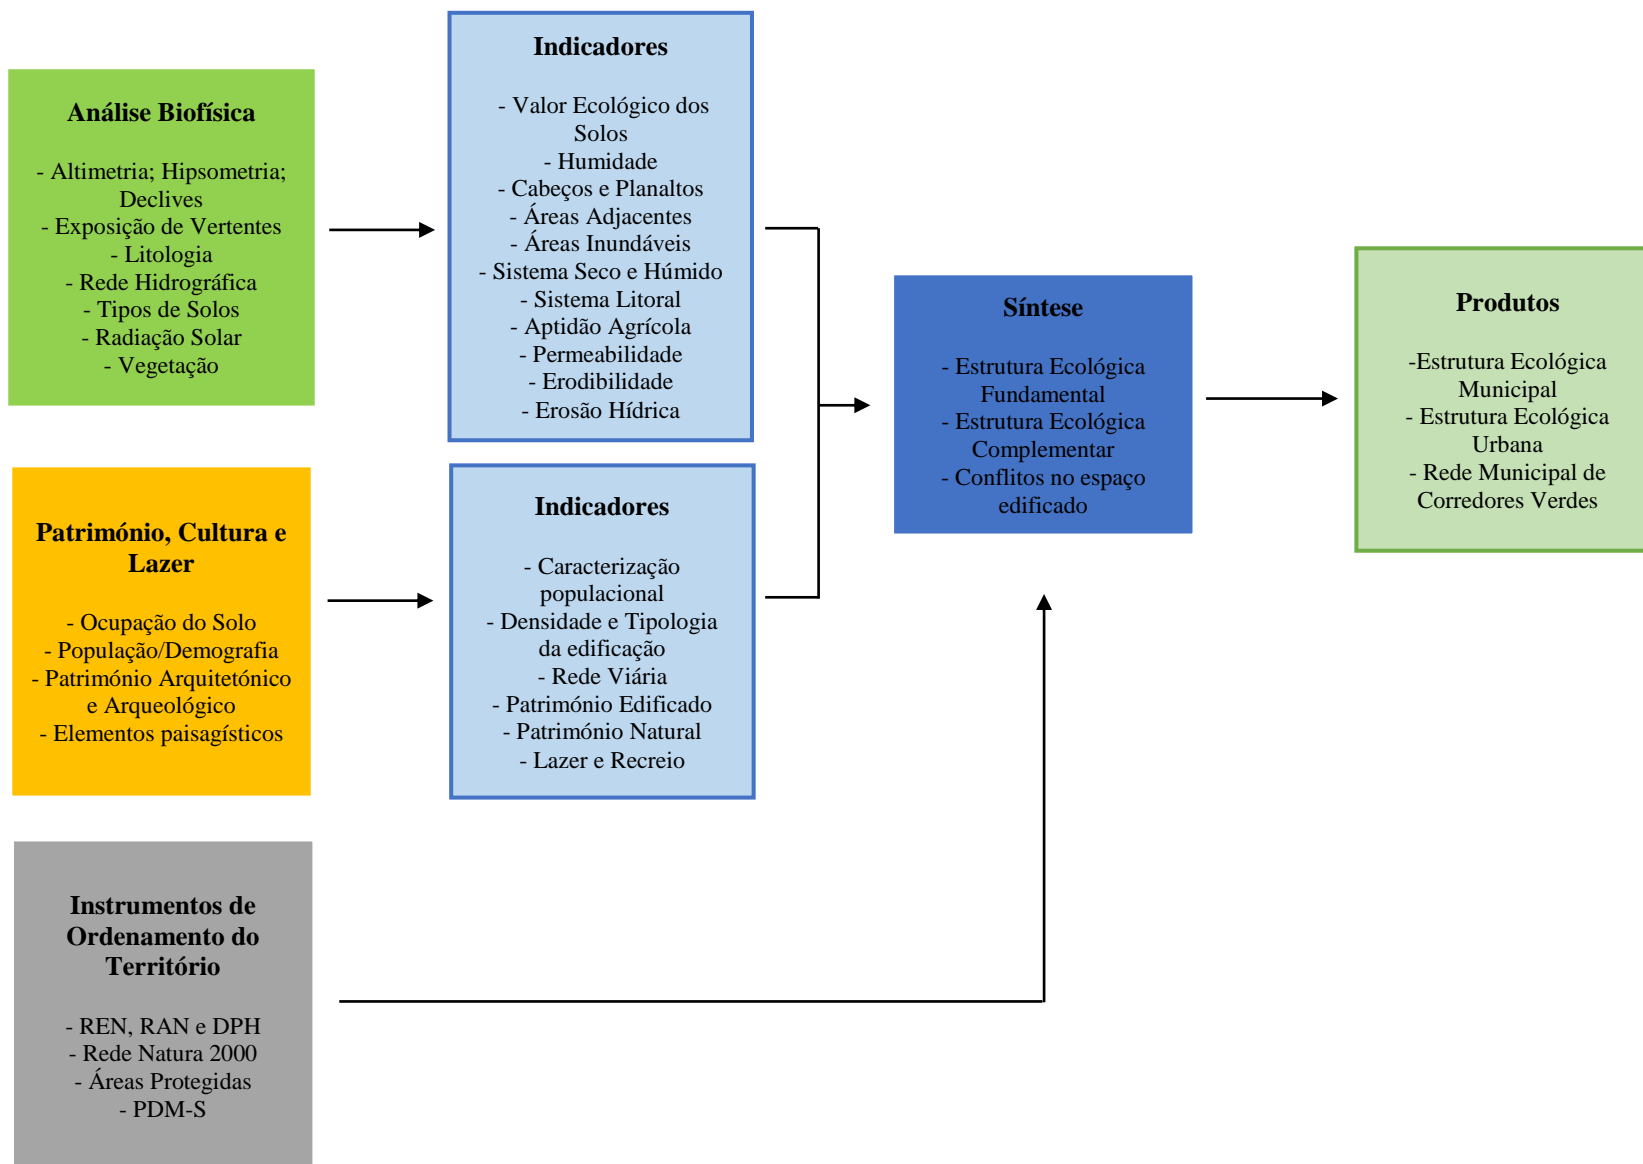 Análise Biofísica
- Altimetria; Hipsometria;
Declives
- Exposição de Vertentes
- Litologia
- Rede Hidrográfica
- Tipos de Solos
- Radiação Solar
- Vegetação
Indicadores
- Valor Ecológico dos
Solos
- Humidade
- Cabeços e Planaltos
- Áreas Adjacentes
- Áreas Inundáveis
- Sistema Seco e Húmido
- Sistema Litoral
- Aptidão Agrícola
- Permeabilidade
- Erodibilidade
- Erosão Hídrica
Património, Cultura e
Lazer
- Ocupação do Solo
- População/Demografia
- Património Arquitetónico
e Arqueológico
- Elementos paisagísticos
Indicadores
- Caracterização
populacional
- Densidade e Tipologia
da edificação
- Rede Viária
- Património Edificado
- Património Natural
- Lazer e Recreio
Instrumentos de
Ordenamento do
Território
- REN, RAN e DPH
- Rede Natura 2000
- Áreas Protegidas
- PDM-S
Síntese
- Estrutura Ecológica
Fundamental
- Estrutura Ecológica
Complementar
- Conflitos no espaço
edificado
Produtos
-Estrutura Ecológica
Municipal
- Estrutura Ecológica
Urbana
- Rede Municipal de
Corredores Verdes